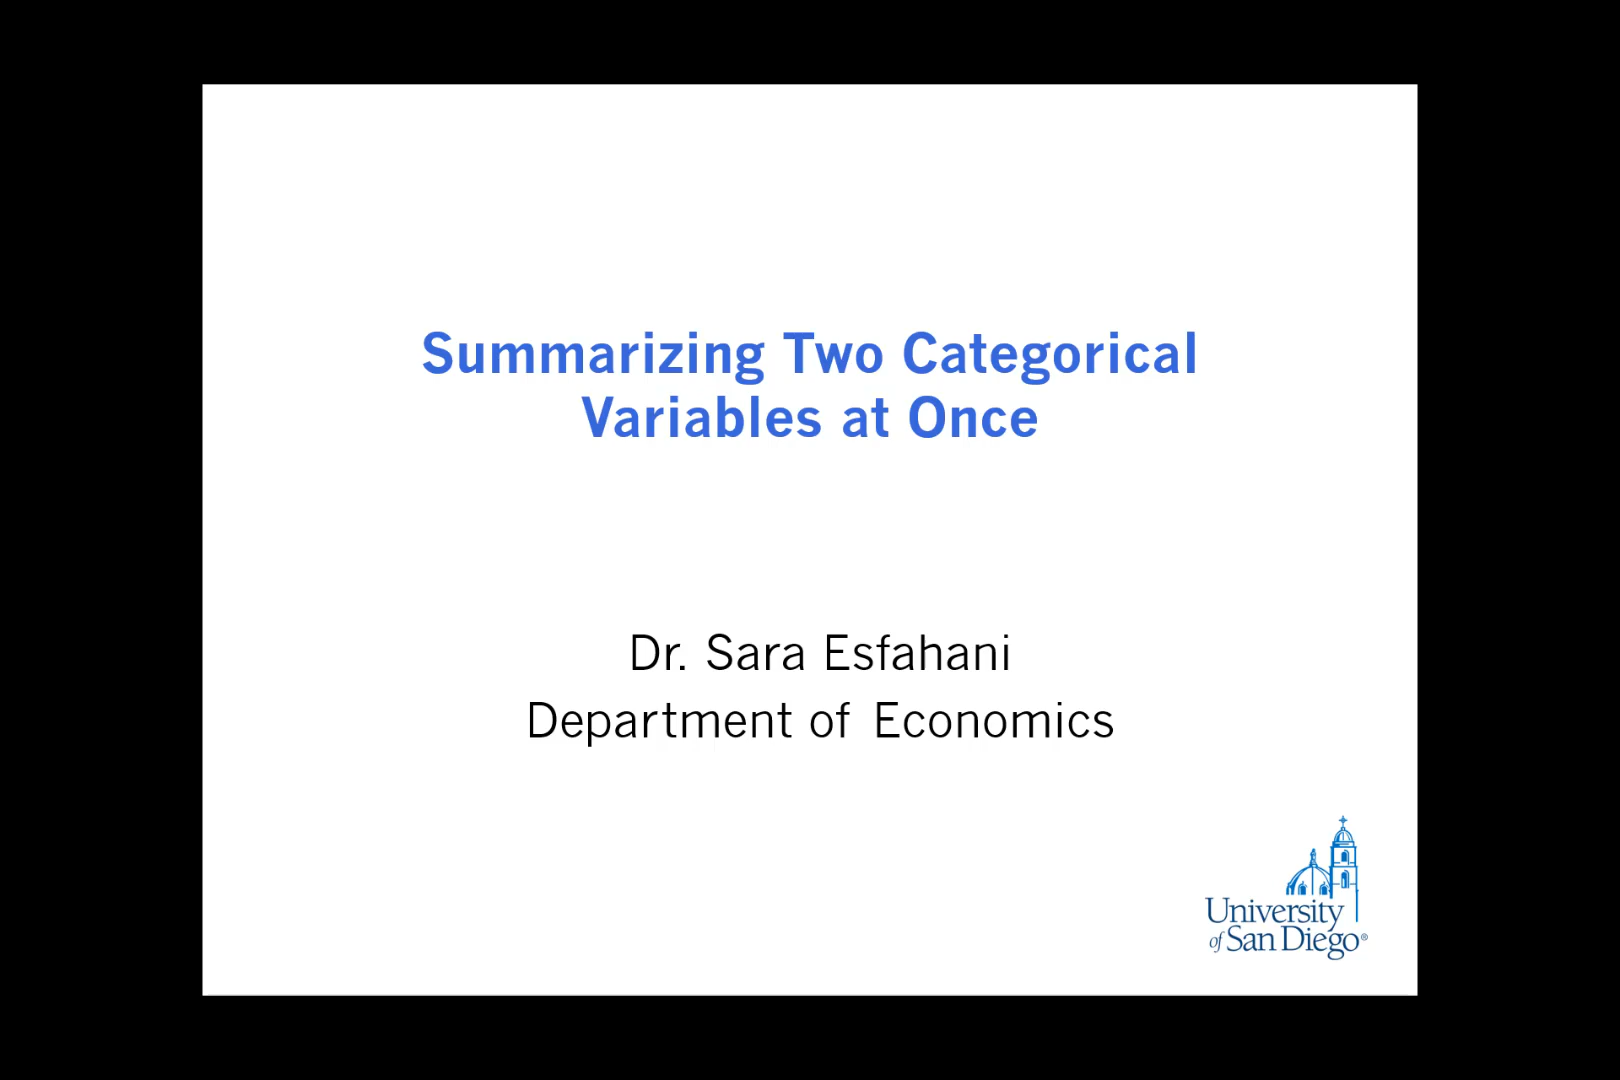 Summarizing Two Categorical
Variables at Once
Dr. Sara Esfahani
Department of Economics
University
of San Diego®